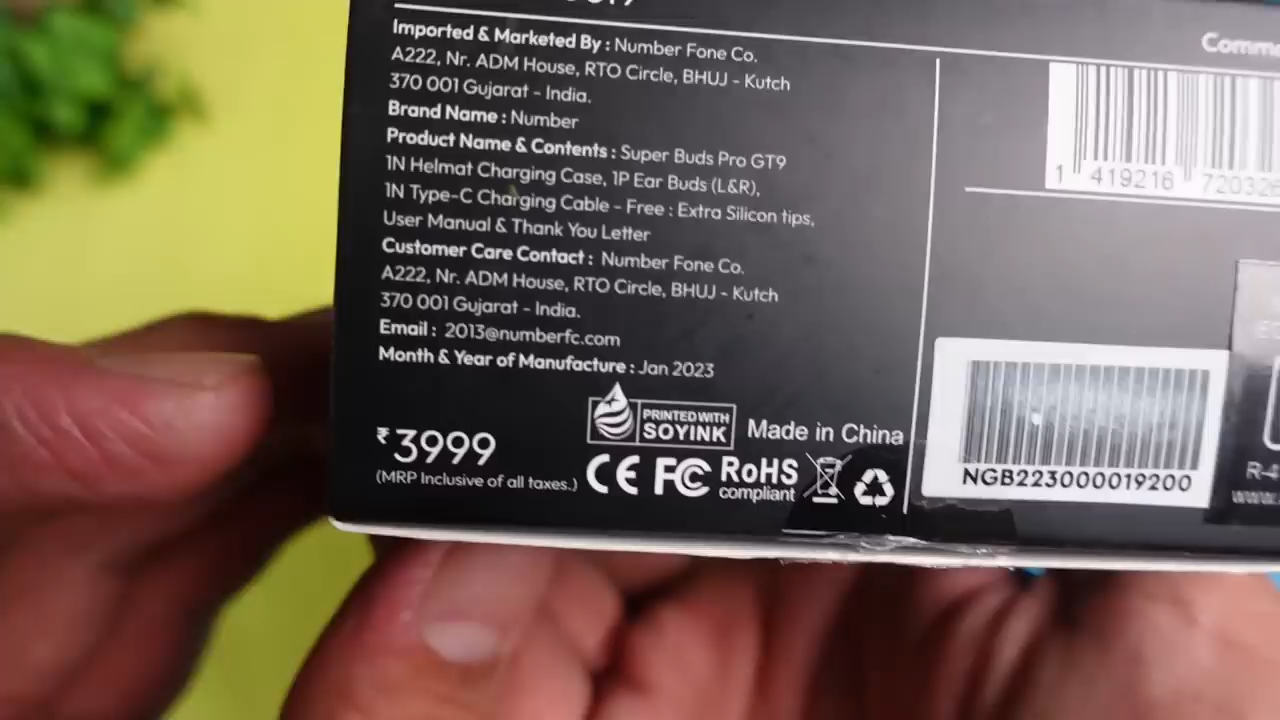 Imported & Marketed By : Number Fone Co.
A222, Nr. ADM House, RTO Circle, BHUJ - Kutch
370 001 Gujarat - India.
Brand Name : Number
Product Name & Contents : Super Buds Pro GT9
1N Helmat Charging Case, 1P Ear Buds (L&R),
1N Type-C Charging Cable - Free : Extra Silicon tips,
User Manual & Thank You Letter
Customer Care Contact : Number Fone Co.
A222, Nr. ADM House, RTO Circle, BHUJ - Kutch
370 001 Gujarat - India.
Email : 2013@numberfc.com
Month & Year of Manufacture : Jan 2023
₹3999
(MRP Inclusive of all taxes.)
PRINTED WITH
SOYINK
Made in China
CE FC RoHS
compliant
1 419216 72032
NGB223000019200